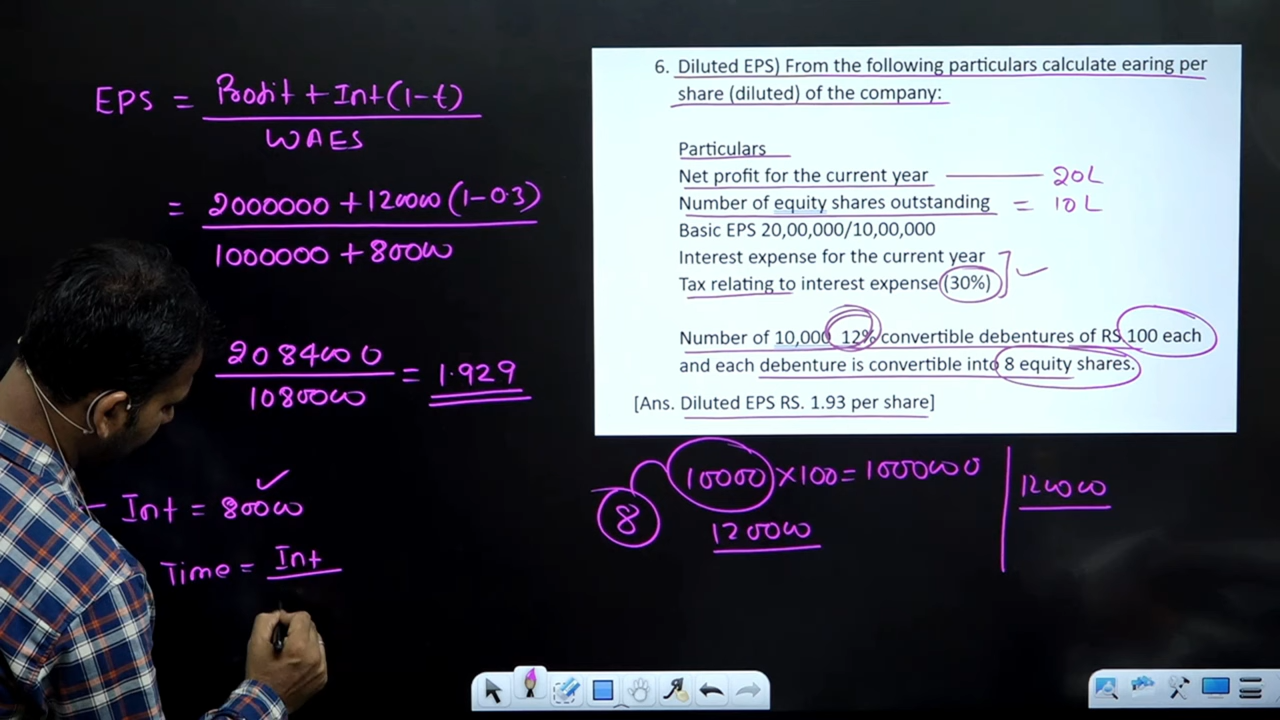 EPS = Profit + Int (1-t)
WAES
= 2000000 + 120000 (1-0.3)
1000000 + 80000
2084000
1080000
= 1.929
- Int = 80000 ✓
Time = Int
6. Diluted EPS) From the following particulars calculate earing per
share (diluted) of the company:
Particulars
Net profit for the current year 20L
Number of equity shares outstanding = 10L
Basic EPS 20,00,000/10,00,000
Interest expense for the current year
Tax relating to interest expense (30%)
Number of 10,000 12% convertible debentures of RS 100 each
and each debenture is convertible into 8 equity shares.
[Ans. Diluted EPS RS. 1.93 per share]
8 10000 × 100 = 1000000
120000
120000